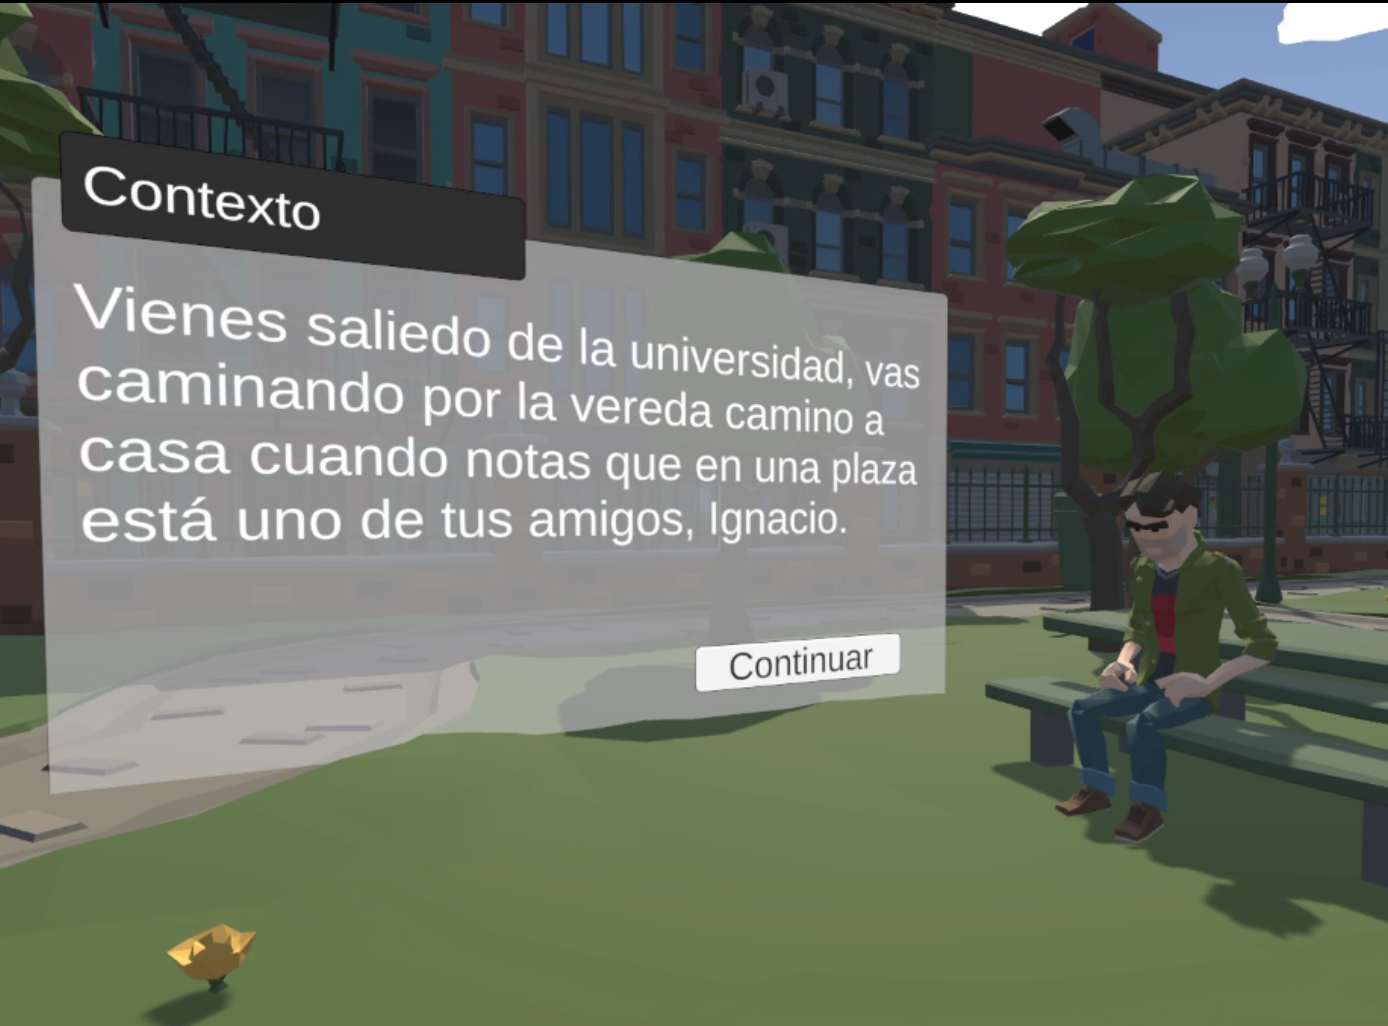 Contexto
Vienes saliedo de la universidad, vas
caminando por la vereda camino a
casa cuando notas que en una plaza
está uno de tus amigos, Ignacio.
Continuar